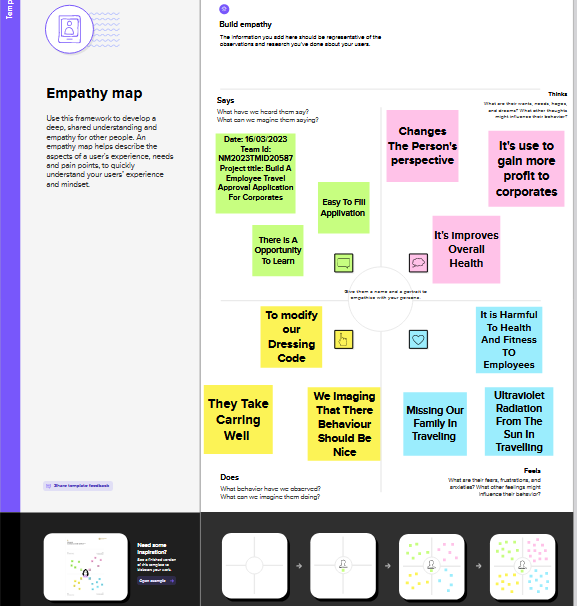 Temp
Empathy map
Use this framework to develop a
deep, shared understanding and
empathy for other people. An
empathy map helps describe the
aspects of a user's experience, needs
and pain points, to quickly
understand your users' experience
and mindset.
Share template feedback
Build empathy
The information you add here should be representative of the
observations and research you've done about your users.
Says
What have we heard them say?
What can we imagine them saying?
Thinks
What are their wants, needs, hopes,
and dreams? What other thoughts
might influence their behavior?
Date: 16/03/2023
Team Id:
NM2023TMID20587
Project title: Build A
Employee Travel
Approval Application
For Corporates
Easy To Fill
Application
There Is A
Opportunity
To Learn
Changes
The Person's
perspective
It's use to
gain more
profit to
corporates
It's Improves
Overall
Health
Give them a name and a portrait to
empathize with your persona.
To modify
our
Dressing
Code
They Take
Carring
Well
We Imaging
That There
Behaviour
Should Be
Nice
It is Harmful
To Health
And Fitness
TO
Employees
Missing Our
Family In
Traveling
Ultraviolet
Radiation
From The
Sun In
Travelling
Does
What behavior have we observed?
What can we imagine them doing?
Feels
What are their fears, frustrations, and
anxieties? What other feelings might
influence their behavior?
Need some
inspiration?
See a finished version
of this template to
kickstart your work.
Open example